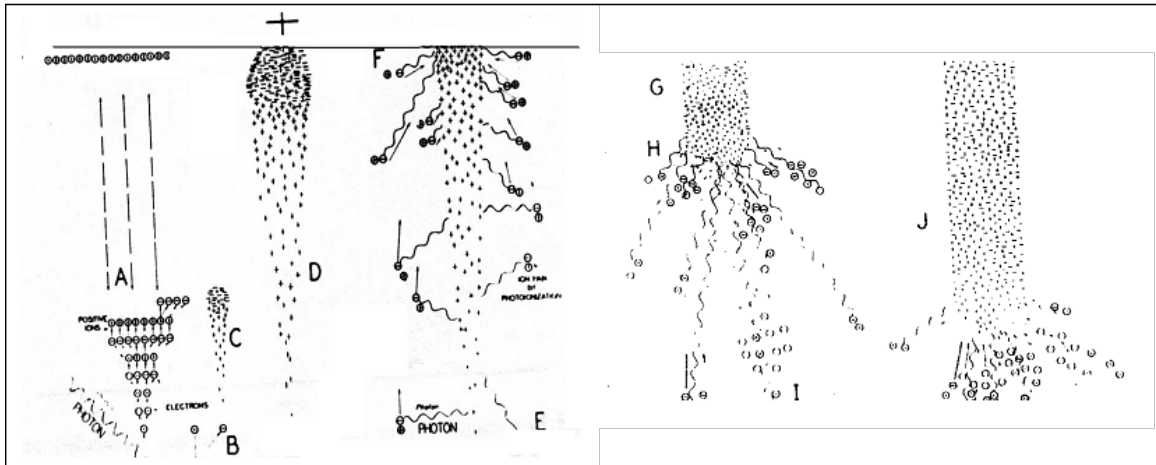 +
F
A
POSITIVE
IONS
C
D
ELECTRONS
PHOTON
B
ION PAIR
BY
PHOTOIONIZATION
Photon
PHOTON
E
G
H
I
J